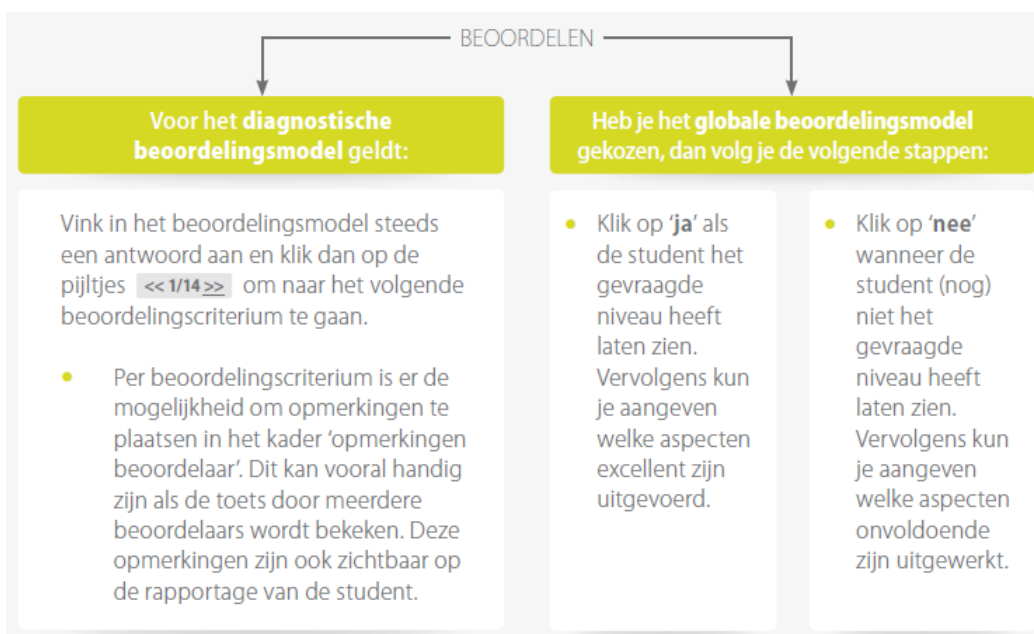 BEOORDELEN
Voor het diagnostische
beoordelingsmodel geldt:
Vink in het beoordelingsmodel steeds
een antwoord aan en klik dan op de
pijltjes << 1/14 >> om naar het volgende
beoordelingscriterium te gaan.
• Per beoordelingscriterium is er de
mogelijkheid om opmerkingen te
plaatsen in het kader ‘opmerkingen
beoordelaar’. Dit kan vooral handig
zijn als de toets door meerdere
beoordelaars wordt bekeken. Deze
opmerkingen zijn ook zichtbaar op
de rapportage van de student.
Heb je het globale beoordelingsmodel
gekozen, dan volg je de volgende stappen:
• Klik op ‘ja’ als
de student het
gevraagde
niveau heeft
laten zien.
Vervolgens kun
je aangeven
welke aspecten
excellent zijn
uitgevoerd.
• Klik op ‘nee’
wanneer de
student (nog)
niet het
gevraagde
niveau heeft
laten zien.
Vervolgens kun
je aangeven
welke aspecten
onvoldoende
zijn uitgewerkt.